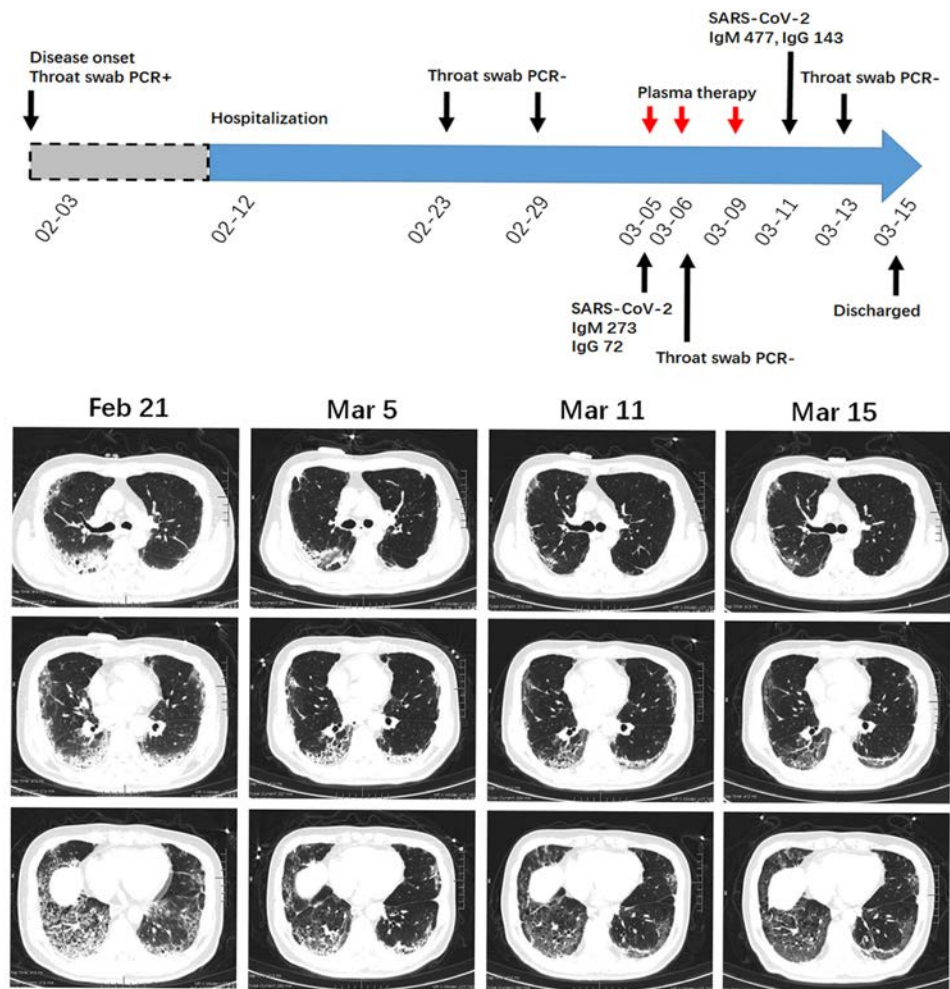 SARS-CoV-2
IgM 477, IgG 143
Disease onset
Throat swab PCR+
Throat swab PCR-
Throat swab PCR-
Plasma therapy
Hospitalization
02-03
02-12
02-23
02-29
03-05
03-06
03-09
03-11
03-13
03-15
SARS-CoV-2
IgM 273
IgG 72
Throat swab PCR-
Discharged
Feb 21
Mar 5
Mar 11
Mar 15